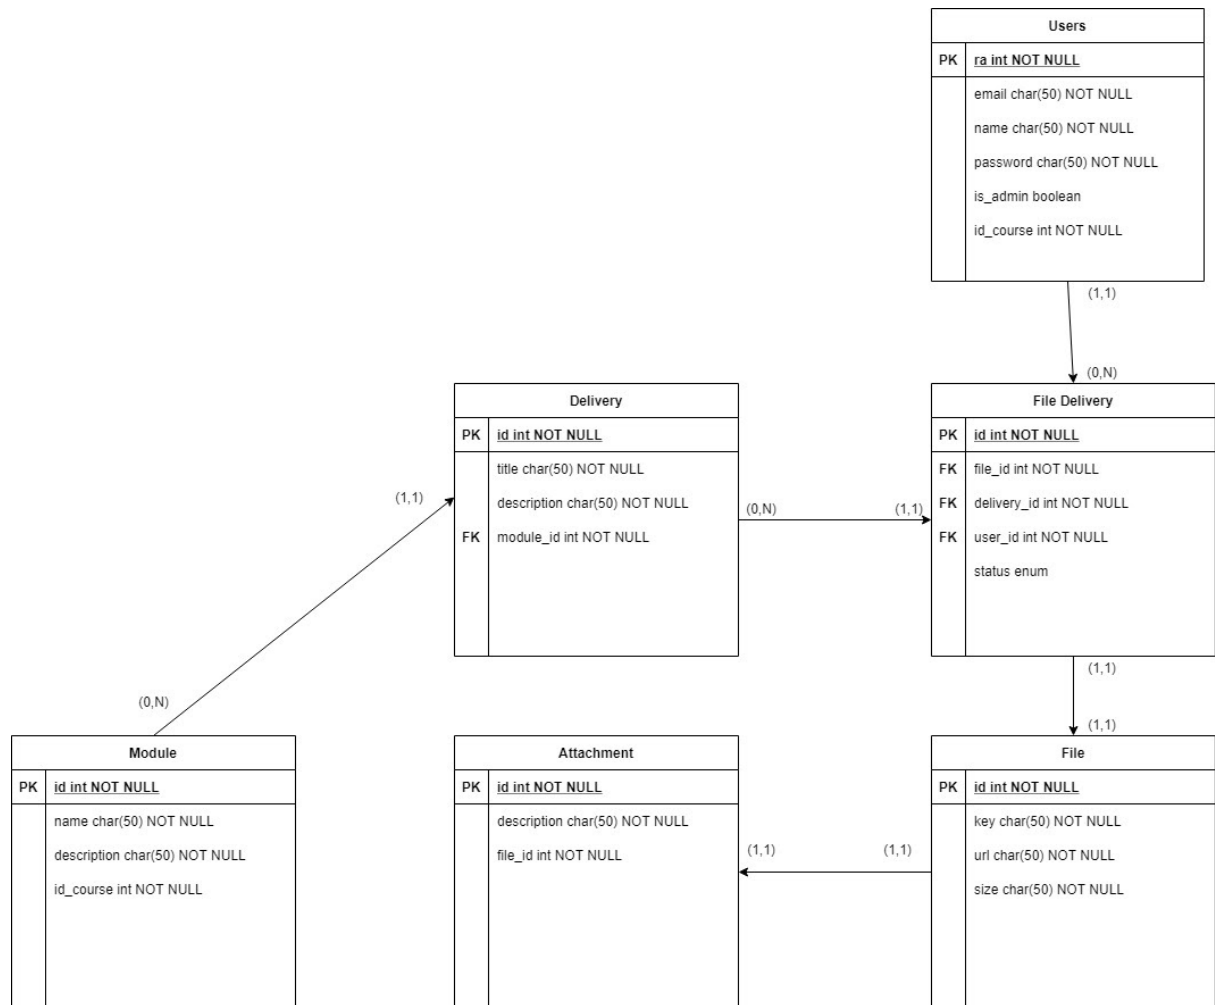 Users
PK ra int NOT NULL
email char(50) NOT NULL
name char(50) NOT NULL
password char(50) NOT NULL
is_admin boolean
id_course int NOT NULL
(1,1)
(0,N)
Delivery
PK id int NOT NULL
title char(50) NOT NULL
description char(50) NOT NULL
FK module_id int NOT NULL
(1,1)
(0,N)
(0,N)
(1,1)
File Delivery
PK id int NOT NULL
FK file_id int NOT NULL
FK delivery_id int NOT NULL
FK user_id int NOT NULL
status enum
(1,1)
(1,1)
Module
PK id int NOT NULL
name char(50) NOT NULL
description char(50) NOT NULL
id_course int NOT NULL
Attachment
PK id int NOT NULL
description char(50) NOT NULL
file_id int NOT NULL
(1,1)
(1,1)
File
PK id int NOT NULL
key char(50) NOT NULL
url char(50) NOT NULL
size char(50) NOT NULL